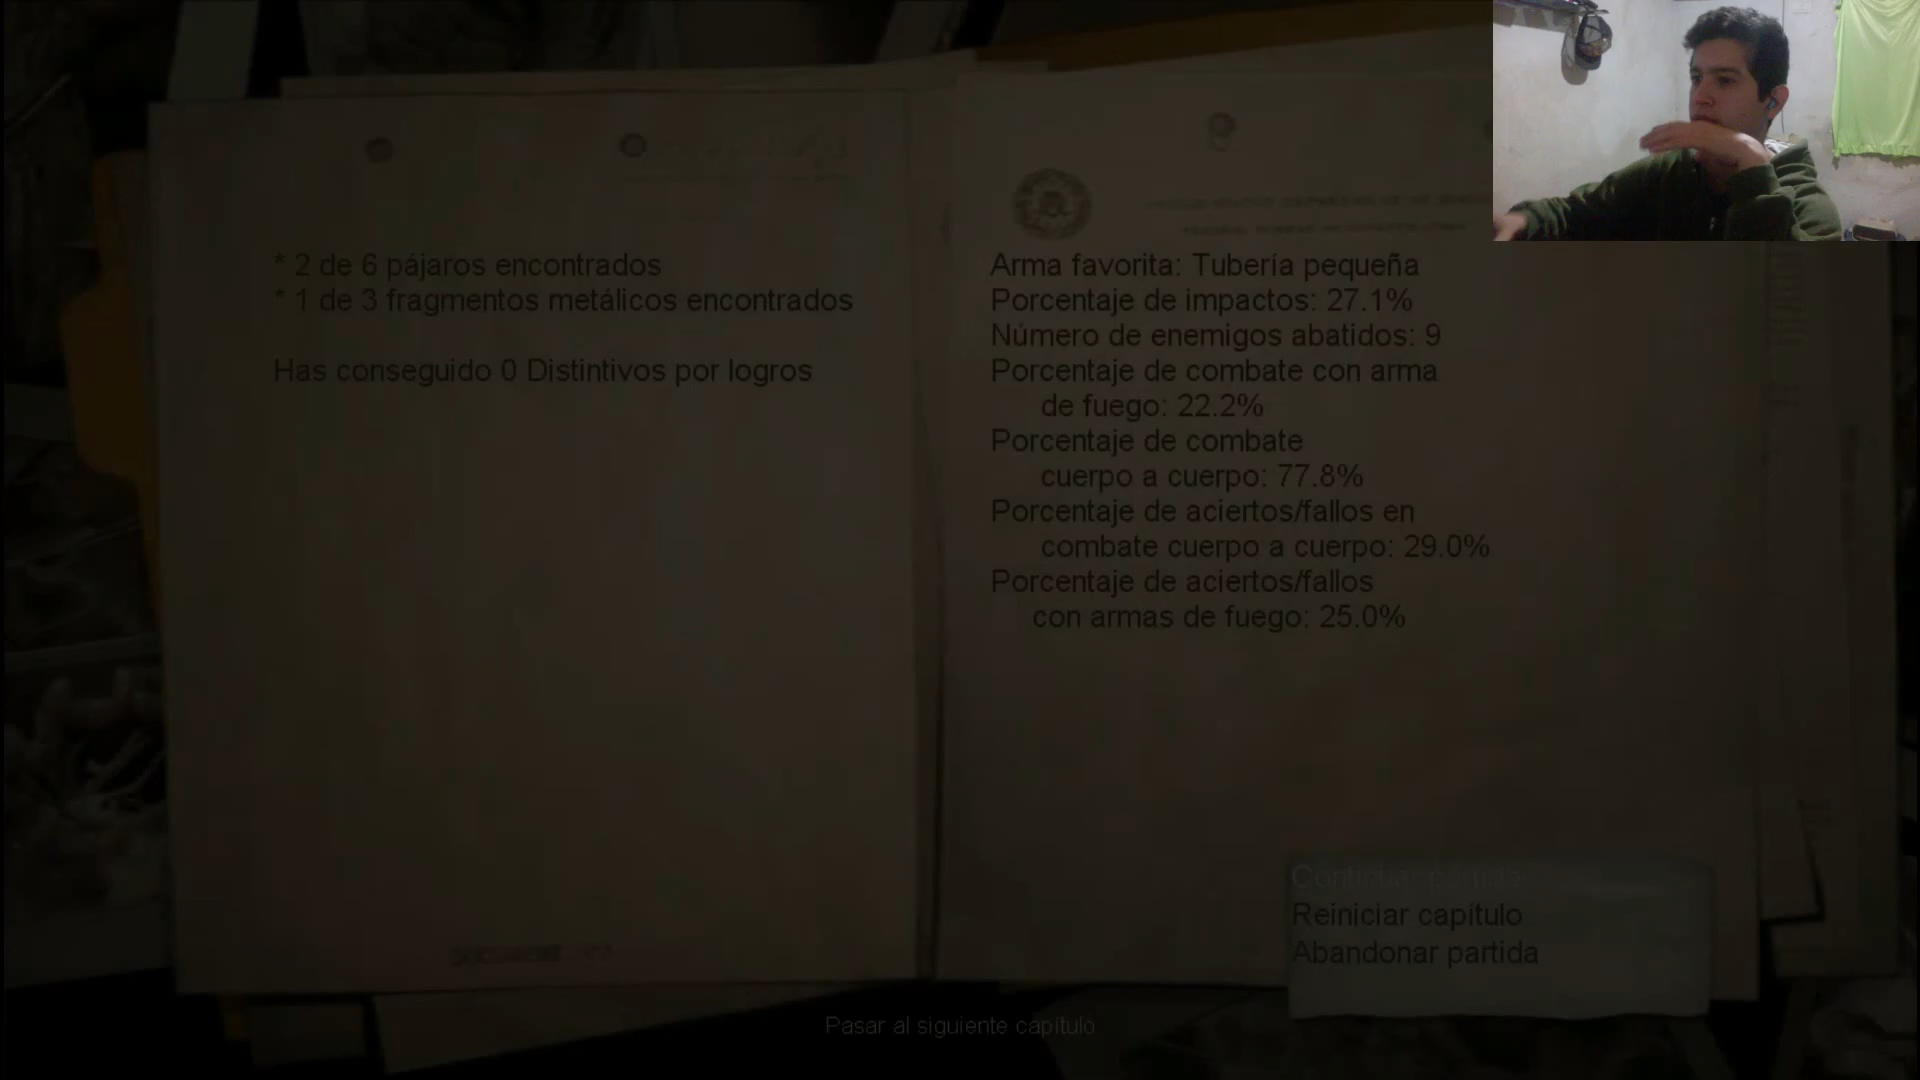 * 2 de 6 pájaros encontrados
* 1 de 3 fragmentos metálicos encontrados
Has conseguido 0 Distintivos por logros
Arma favorita: Tubería pequeña
Porcentaje de impactos: 27.1%
Número de enemigos abatidos: 9
Porcentaje de combate con arma
de fuego: 22.2%
Porcentaje de combate
cuerpo a cuerpo: 77.8%
Porcentaje de aciertos/fallos en
combate cuerpo a cuerpo: 29.0%
Porcentaje de aciertos/fallos
con armas de fuego: 25.0%
Continuar partida
Reiniciar capítulo
Abandonar partida
Pasar al siguiente capítulo